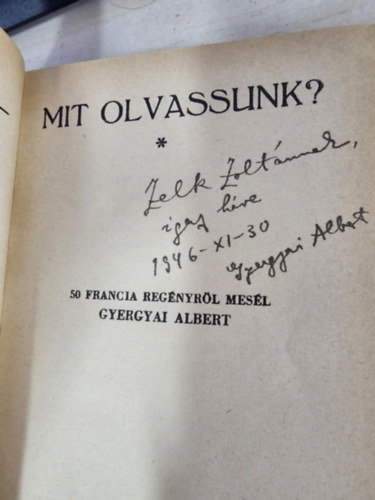 MIT OLVASSUNK?
*
Zelk Zoltánnak,
igaz híve
1946-XI-30
Gyergyai Albert
50 FRANCIA REGÉNYRŐL MESÉL
GYERGYAI ALBERT